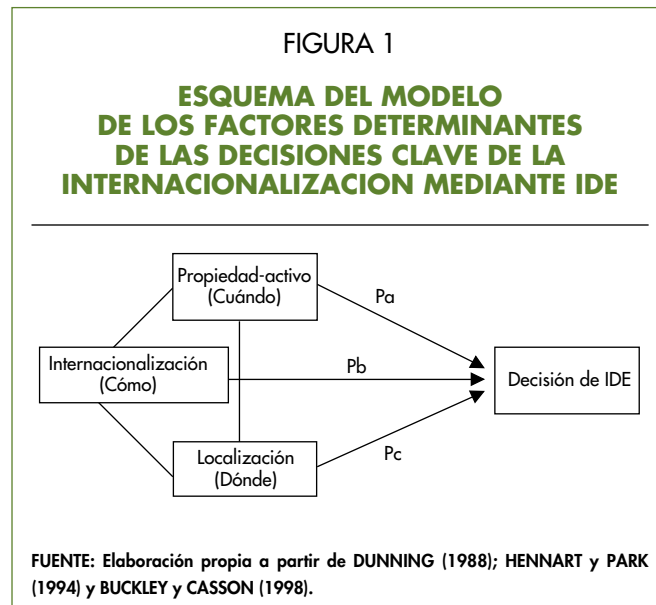 FIGURA 1
ESQUEMA DEL MODELO
DE LOS FACTORES DETERMINANTES
DE LAS DECISIONES CLAVE DE LA
INTERNACIONALIZACION MEDIANTE IDE
Propiedad-activo
(Cuándo)
Pa
Internacionalización
(Cómo)
Pb
Decisión de IDE
Localización
(Dónde)
Pc
FUENTE: Elaboración propia a partir de DUNNING (1988); HENNART y PARK
(1994) y BUCKLEY y CASSON (1998).